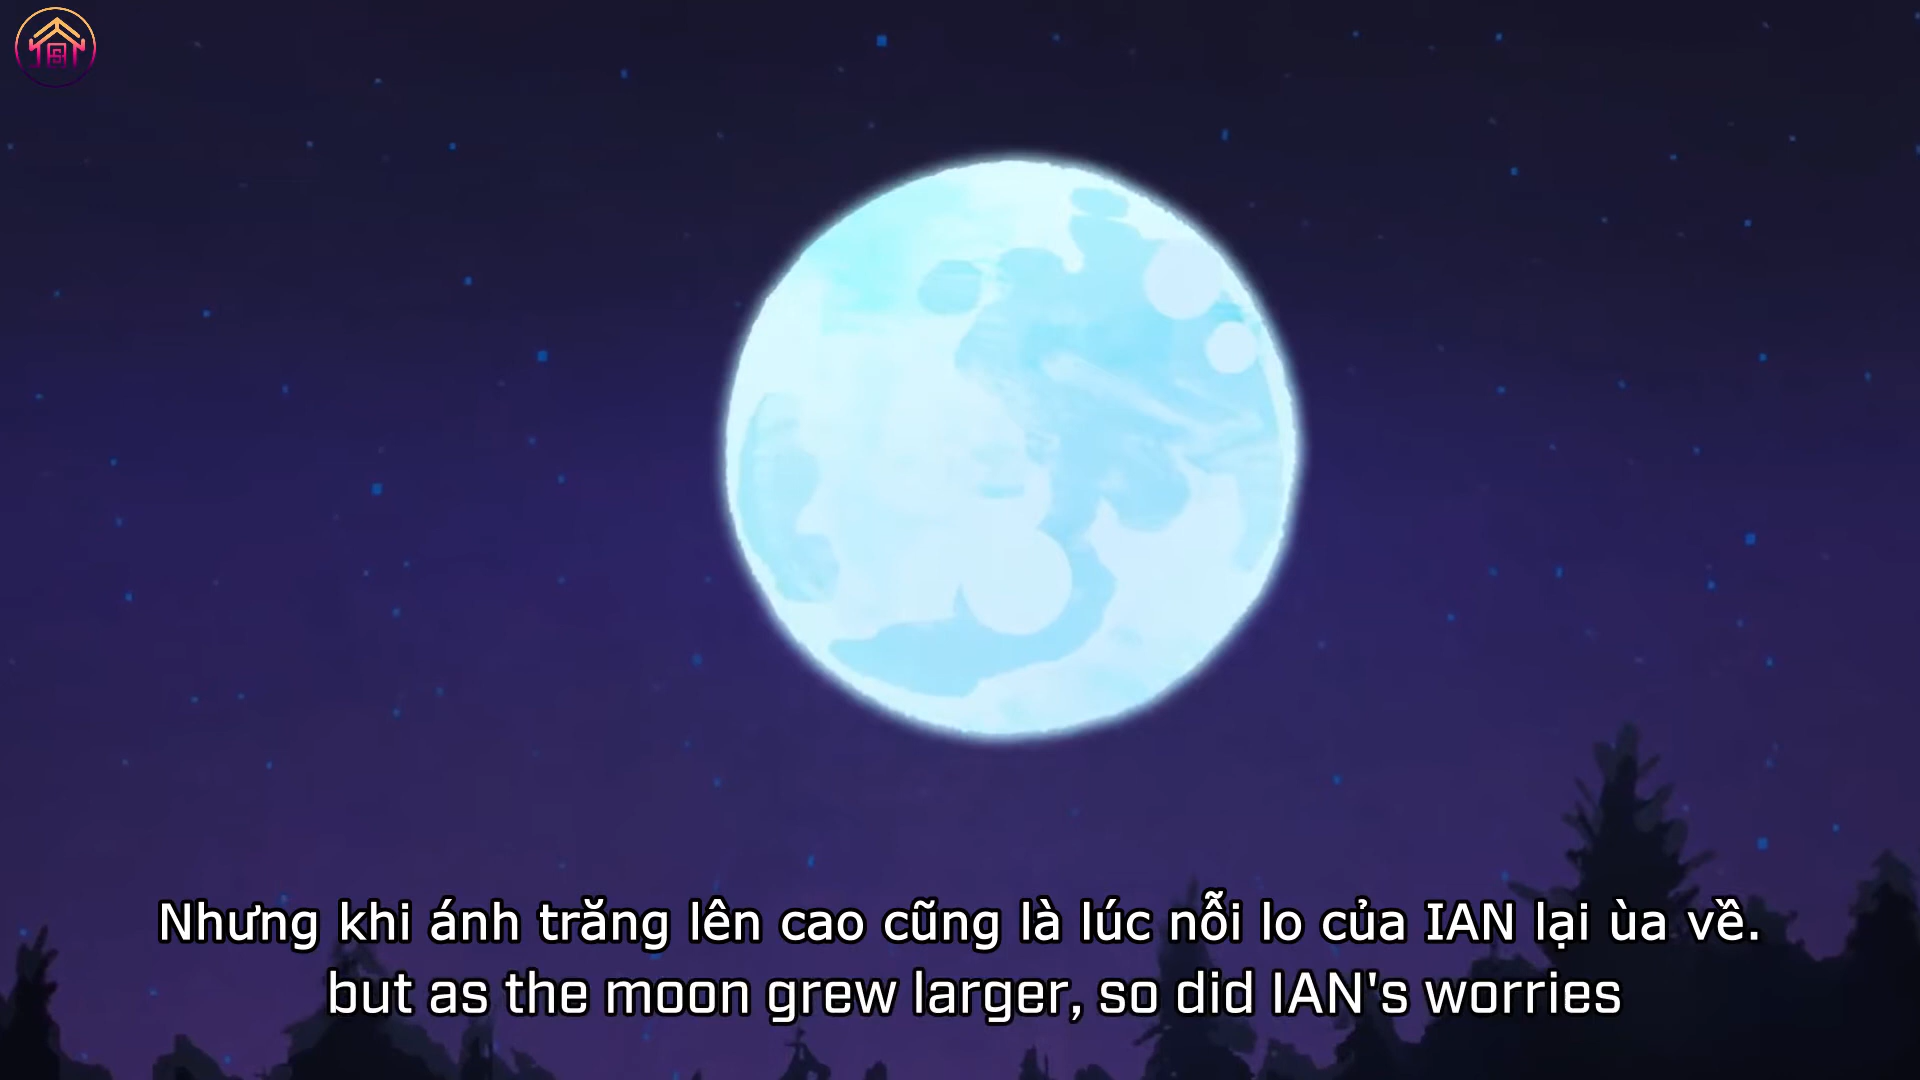 Nhưng khi ánh trăng lên cao cũng là lúc nỗi lo của IAN lại ùa về.
but as the moon grew larger, so did IAN's worries